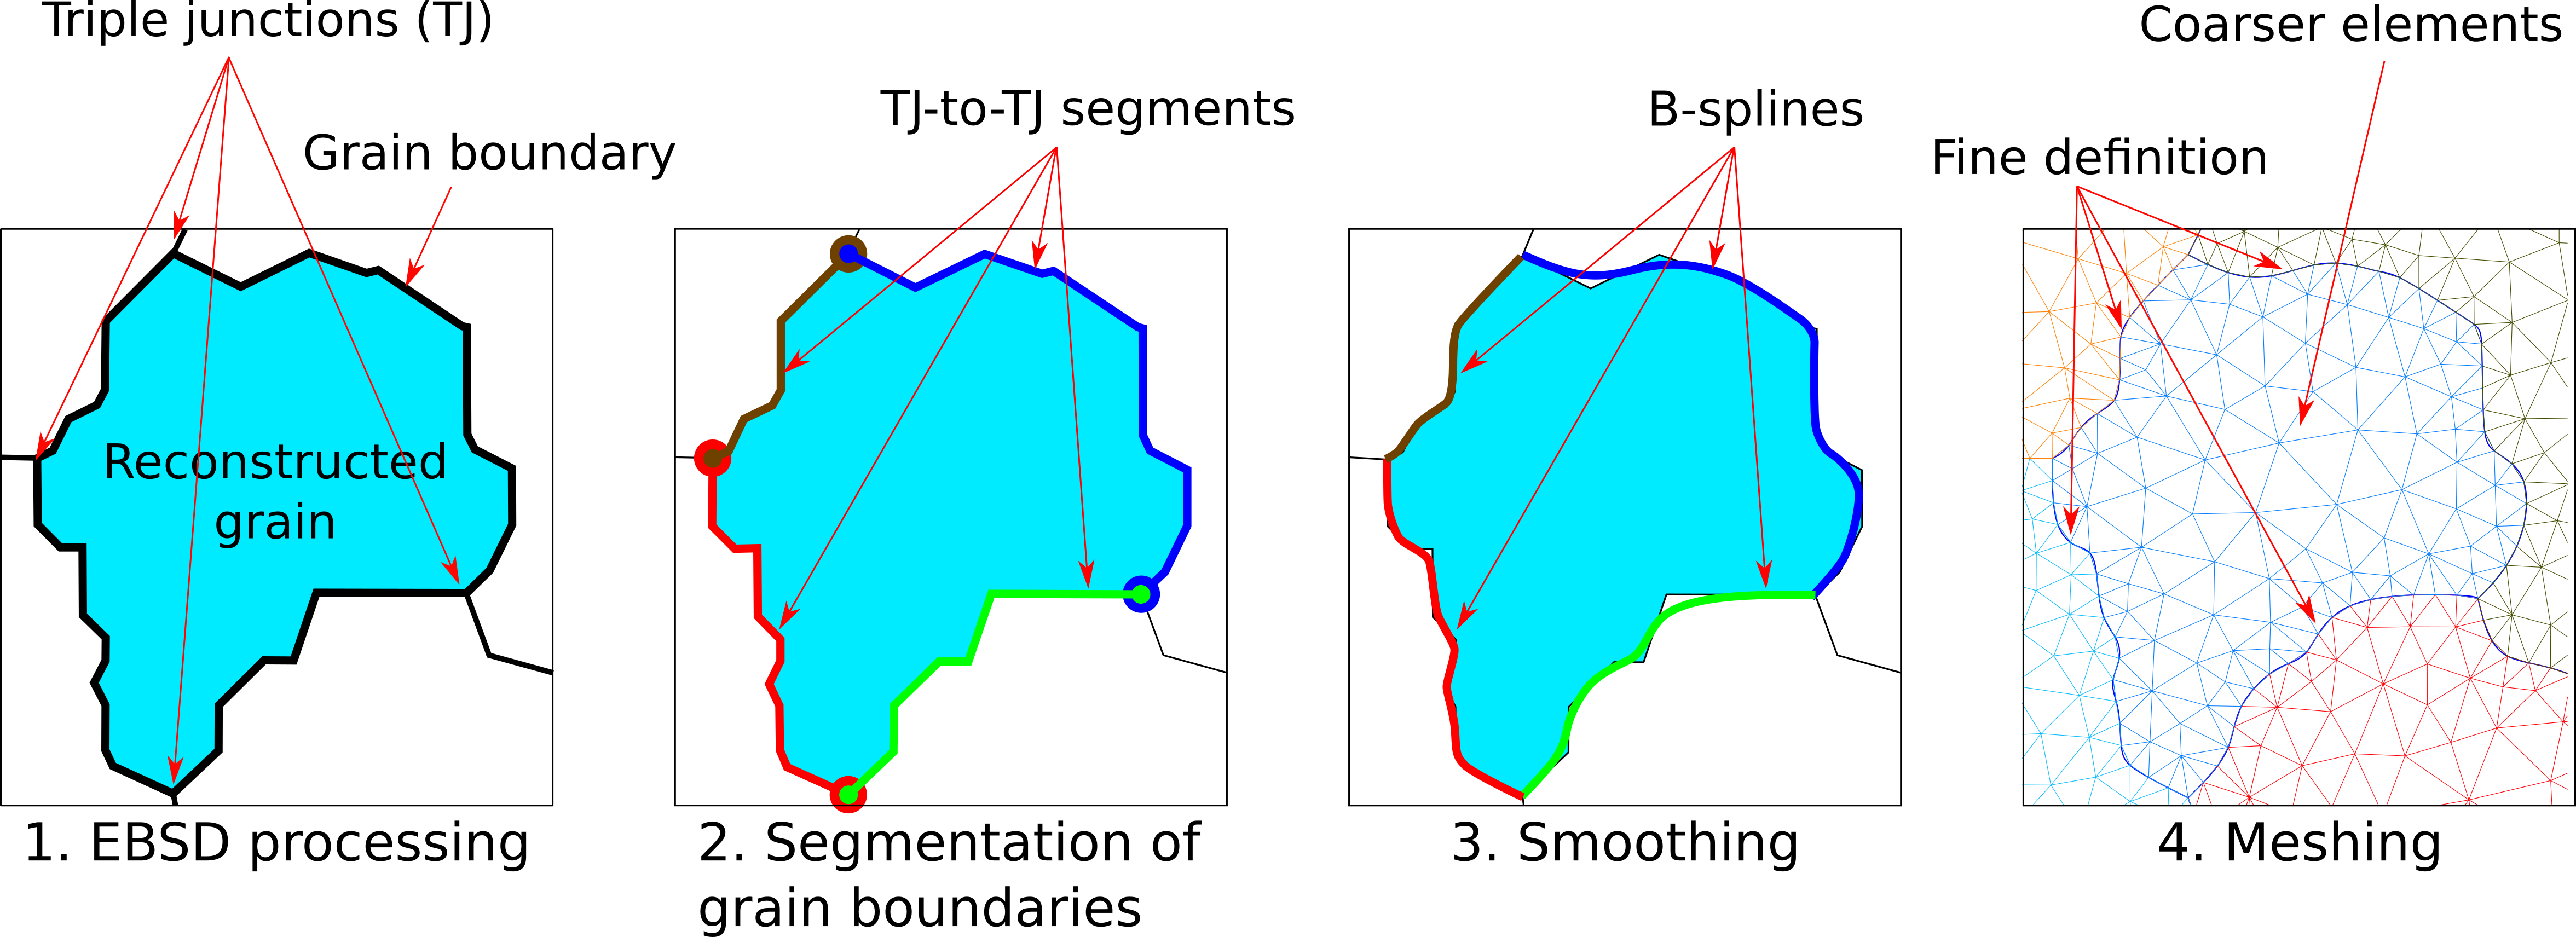 Triple junctions (TJ)
Grain boundary
Reconstructed
grain
1. EBSD processing
TJ-to-TJ segments
2. Segmentation of
grain boundaries
B-splines
3. Smoothing
Coarser elements
Fine definition
4. Meshing